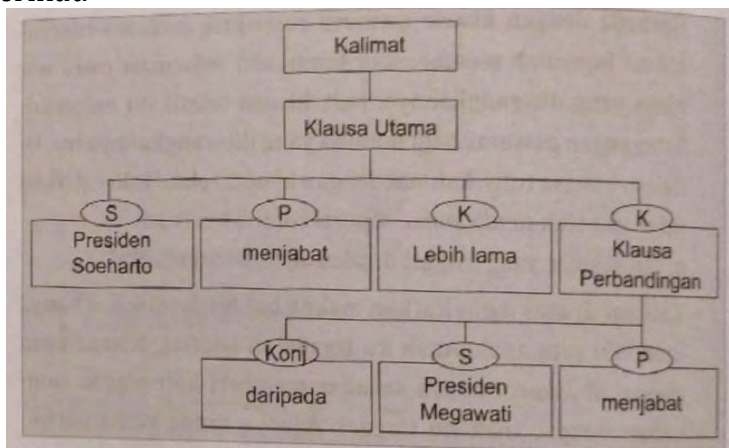 Kalimat
Klausa Utama
S
Presiden
Soeharto
P
menjabat
K
Lebih lama
K
Klausa
Perbandingan
Konj
daripada
S
Presiden
Megawati
P
menjabat